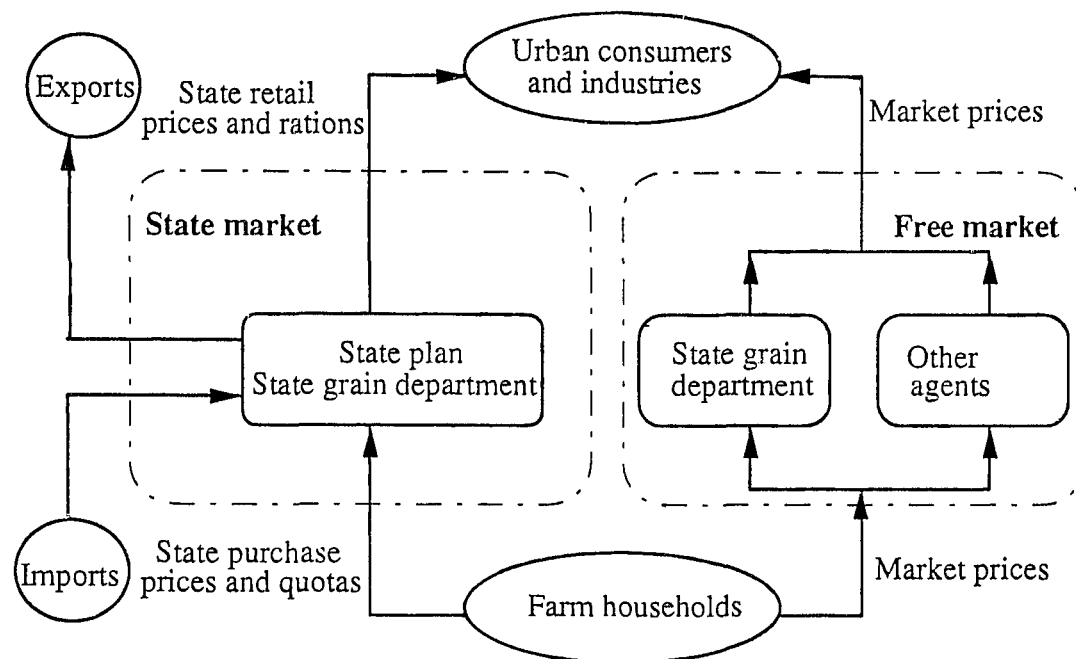 Urban consumers
and industries
Exports
State retail
prices and rations
Market prices
State market
Free market
State plan
State grain department
State grain
department
Other
agents
Imports
State purchase
prices and quotas
Farm households
Market prices